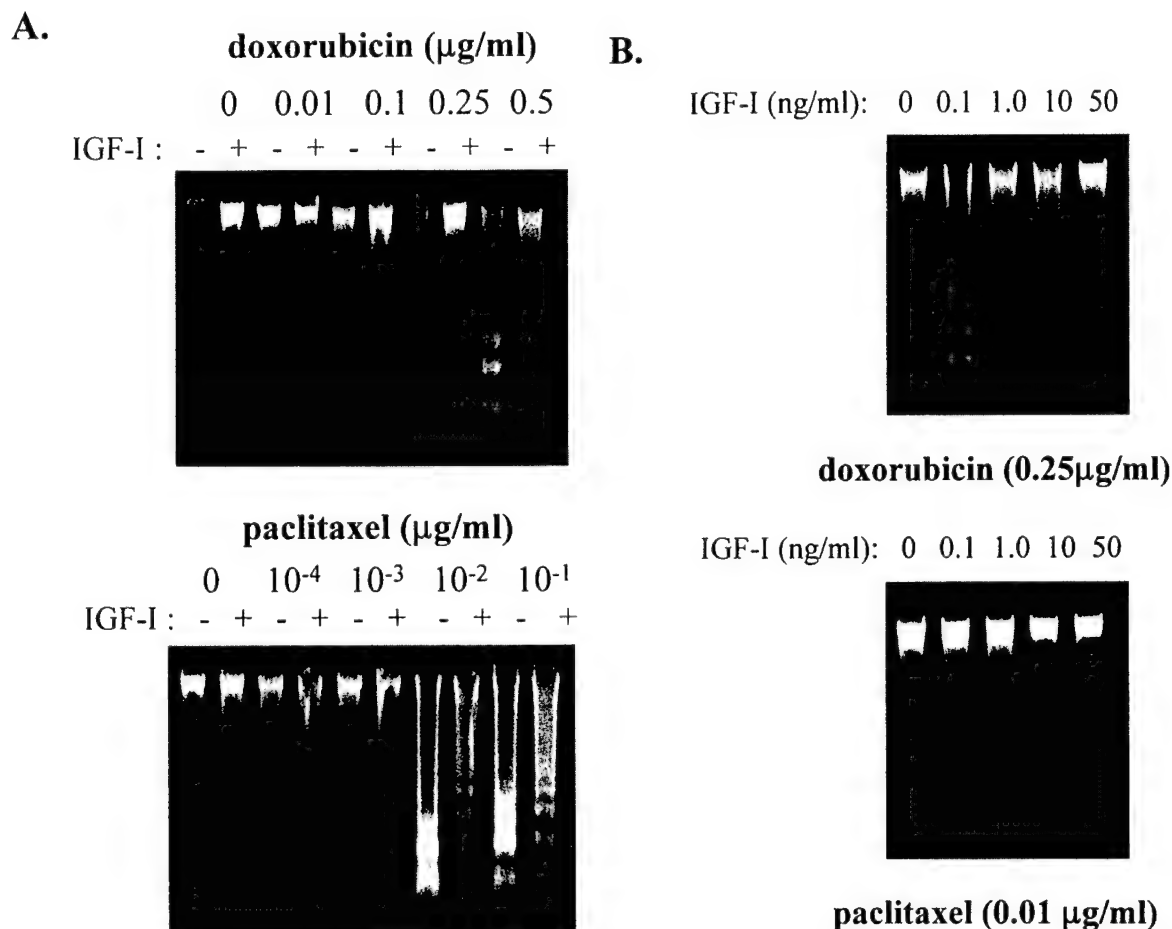 A.
doxorubicin (μg/ml)
0 0.01 0.1 0.25 0.5
IGF-I : - + - + - + - + - +
paclitaxel (μg/ml)
0 10⁻⁴ 10⁻³ 10⁻² 10⁻¹
IGF-I : - + - + - + - + - +
B.
IGF-I (ng/ml): 0 0.1 1.0 10 50
doxorubicin (0.25μg/ml)
IGF-I (ng/ml): 0 0.1 1.0 10 50
paclitaxel (0.01 μg/ml)